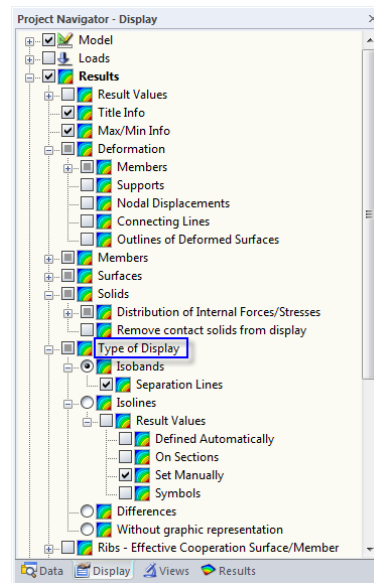 Project Navigator - Display
Model
Loads
Results
Result Values
Title Info
Max/Min Info
Deformation
Members
Supports
Nodal Displacements
Connecting Lines
Outlines of Deformed Surfaces
Members
Surfaces
Solids
Distribution of Internal Forces/Stresses
Remove contact solids from display
Type of Display
Isobands
Separation Lines
Isolines
Result Values
Defined Automatically
On Sections
Set Manually
Symbols
Differences
Without graphic representation
Ribs - Effective Cooperation Surface/Member
Data Display Views Results